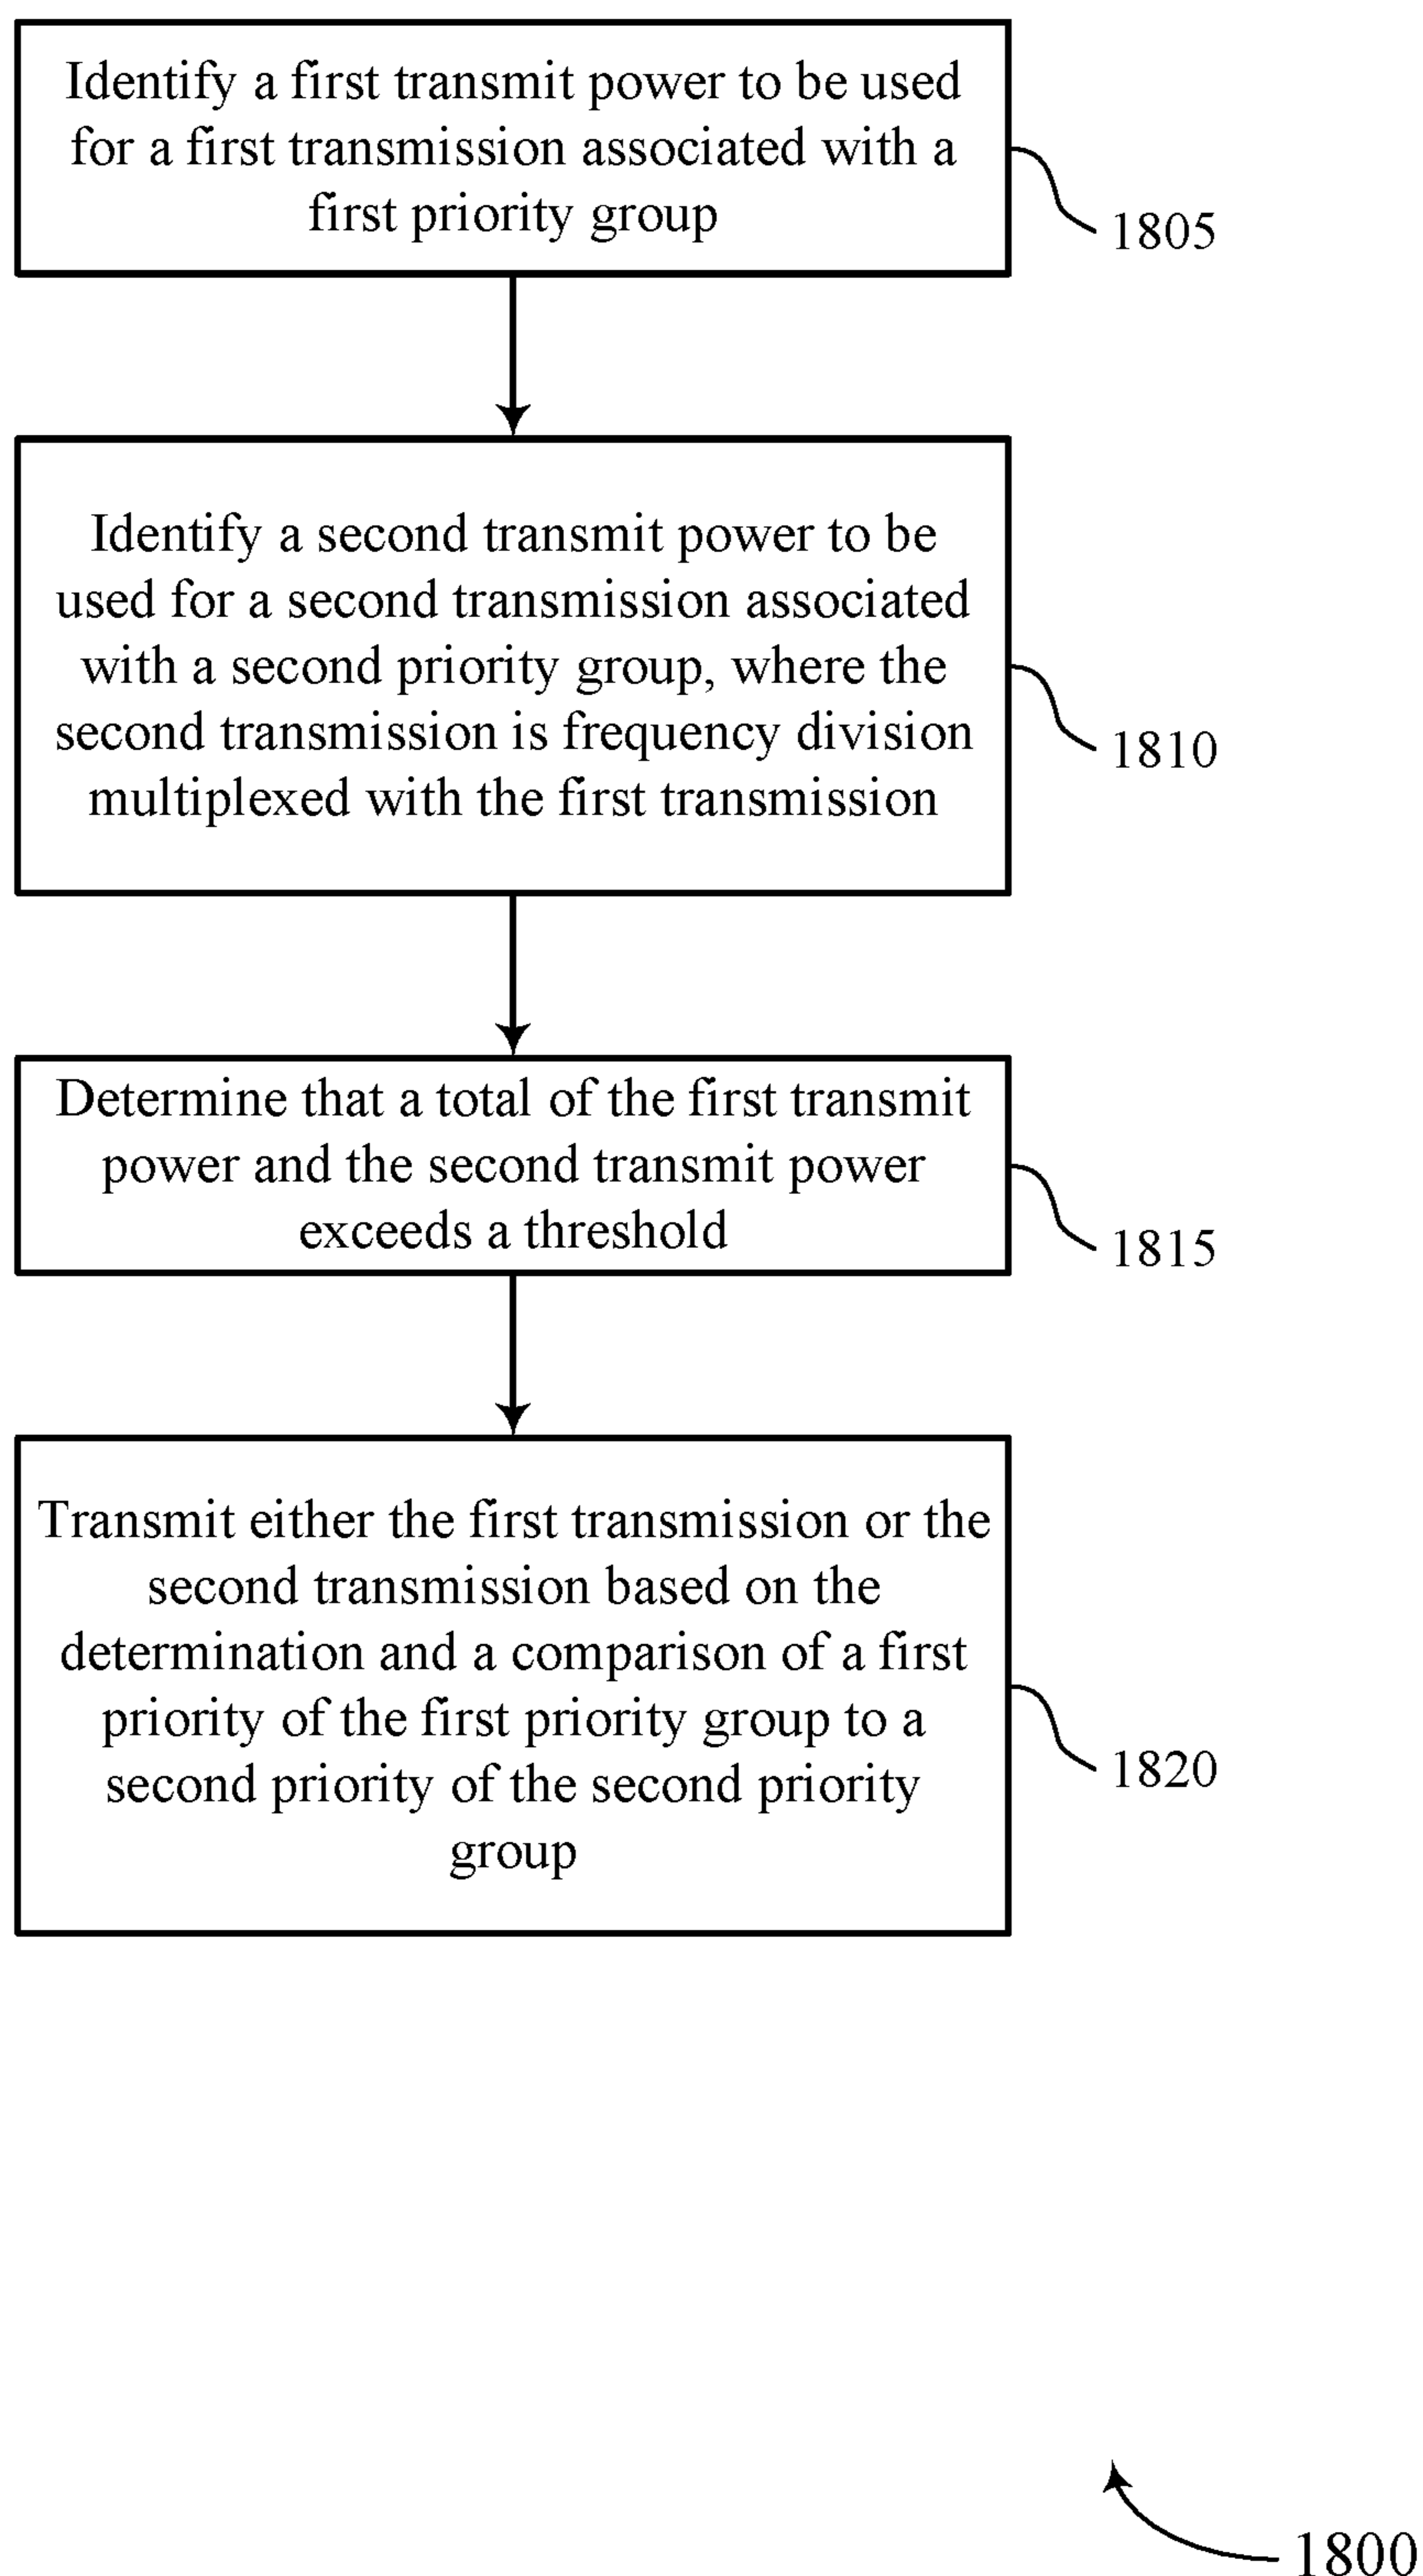 Identify a first transmit power to be used
for a first transmission associated with a
first priority group
1805
Identify a second transmit power to be
used for a second transmission associated
with a second priority group, where the
second transmission is frequency division
multiplexed with the first transmission
1810
Determine that a total of the first transmit
power and the second transmit power
exceeds a threshold
1815
Transmit either the first transmission or the
second transmission based on the
determination and a comparison of a first
priority of the first priority group to a
second priority of the second priority
group
1820
1800